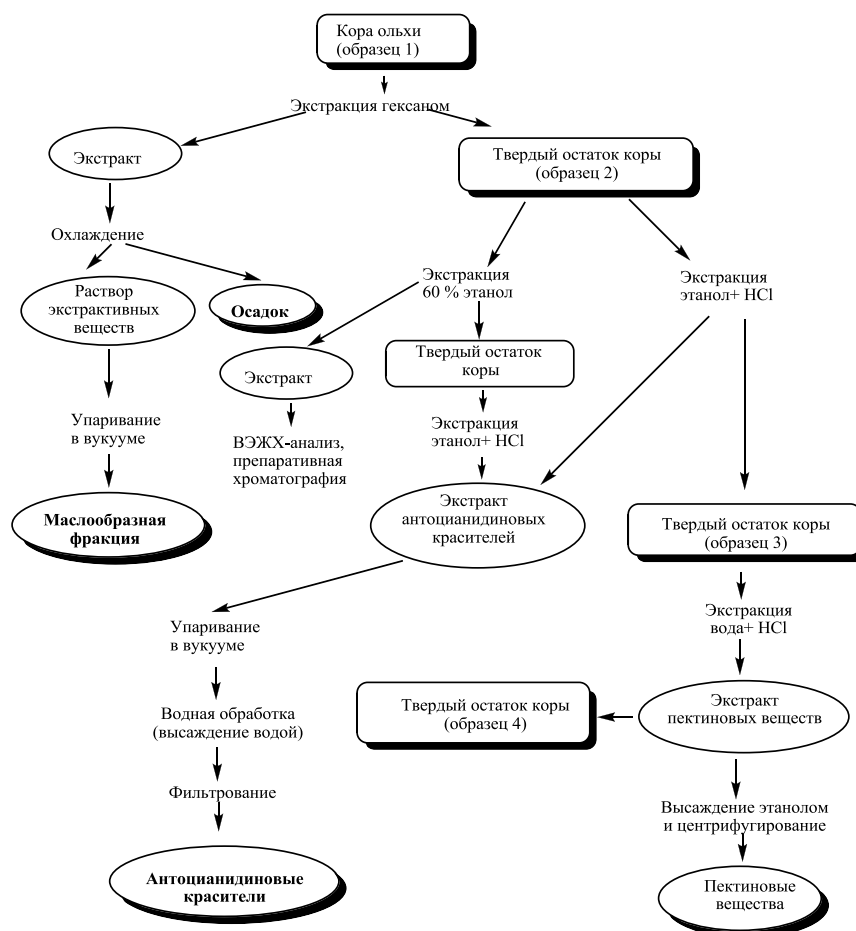 Кора ольхи
(образец 1)
Экстракция гексаном
Экстракт
Твердый остаток коры
(образец 2)
Охлаждение
Экстракция
60 % этанол
Экстракция
этанол+ HCl
Раствор
экстрактивных
веществ
Осадок
Твердый остаток
коры
Экстракт
Упаривание
в вукууме
ВЭЖХ-анализ,
препаративная
хроматография
Экстракция
этанол+ HCl
Маслообразная
фракция
Экстракт
антоцианидиновых
красителей
Твердый остаток коры
(образец 3)
Упаривание
в вукууме
Экстракция
вода+ HCl
Водная обработка
(высаждение водой)
Твердый остаток коры
(образец 4)
Экстракт
пектиновых веществ
Фильтрование
Высаждение этанолом
и центрифугирование
Антоцианидиновые
красители
Пектиновые
вещества